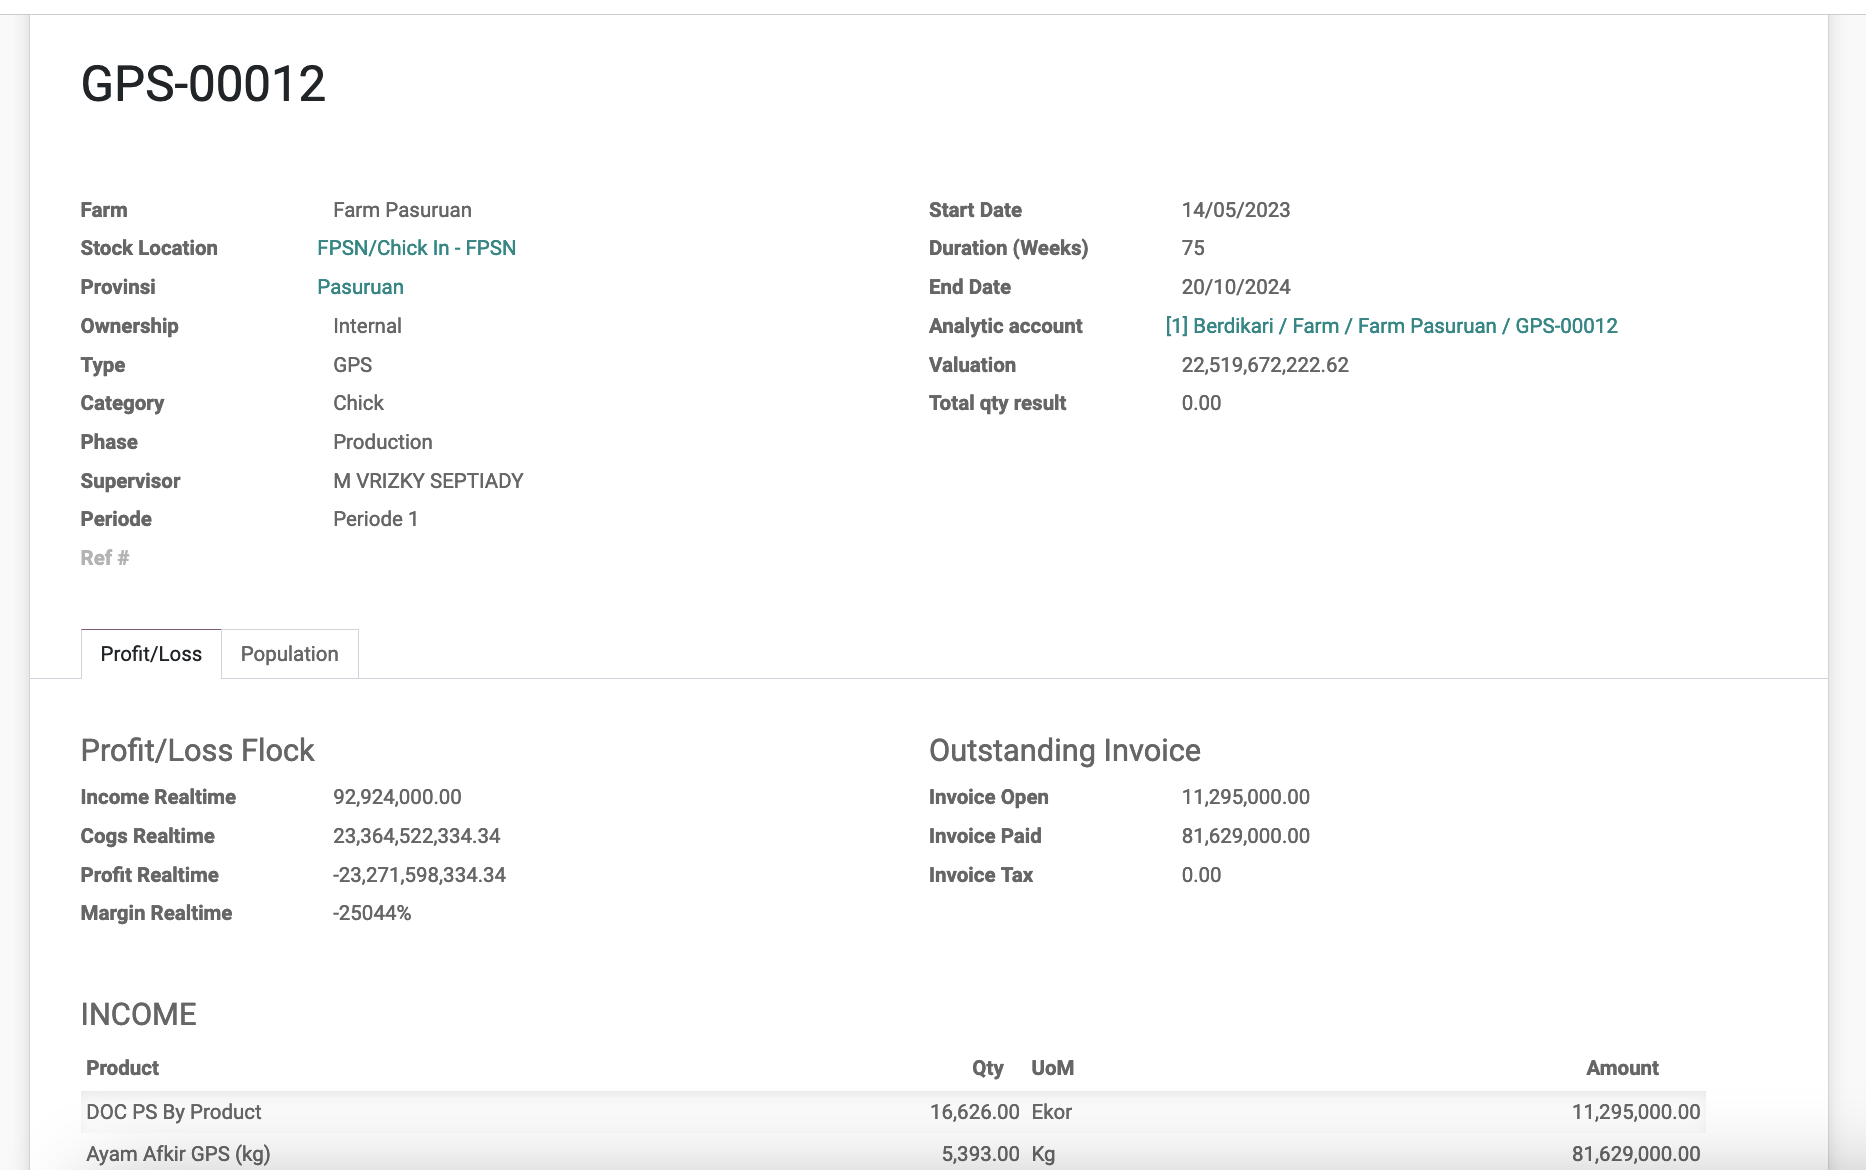 GPS-00012
Farm Farm Pasuruan
Stock Location FPSN/Chick In - FPSN
Provinsi Pasuruan
Ownership Internal
Type GPS
Category Chick
Phase Production
Supervisor M VRIZKY SEPTIADY
Periode Periode 1
Ref #
Start Date 14/05/2023
Duration (Weeks) 75
End Date 20/10/2024
Analytic account [1] Berdikari / Farm / Farm Pasuruan / GPS-00012
Valuation 22,519,672,222.62
Total qty result 0.00
Profit/Loss Population
Profit/Loss Flock
Income Realtime 92,924,000.00
Cogs Realtime 23,364,522,334.34
Profit Realtime -23,271,598,334.34
Margin Realtime -25044%
Outstanding Invoice
Invoice Open 11,295,000.00
Invoice Paid 81,629,000.00
Invoice Tax 0.00
INCOME
Product Qty UoM Amount
DOC PS By Product 16,626.00 Ekor 11,295,000.00
Ayam Afkir GPS (kg) 5,393.00 Kg 81,629,000.00